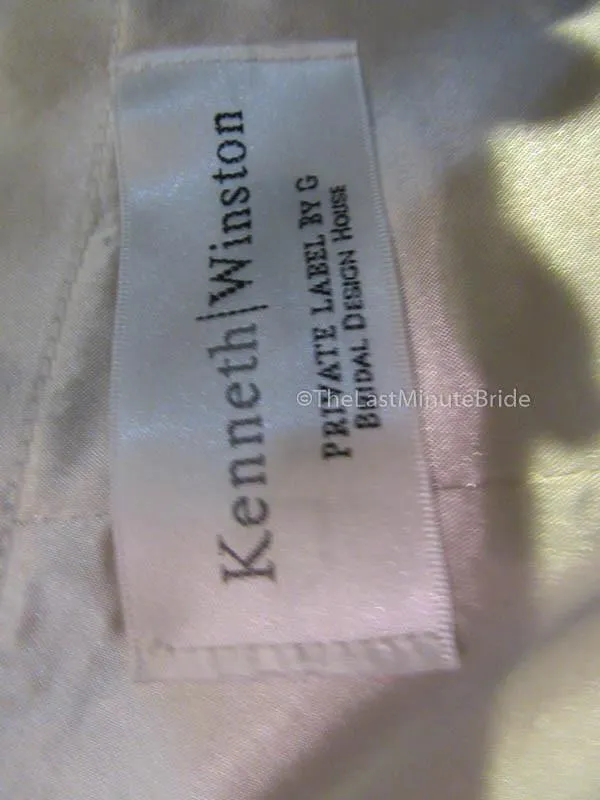 Kenneth|Winston
PRIVATE LABEL BY G
BRIDAL DESIGN HOUSE
©TheLastMinuteBride